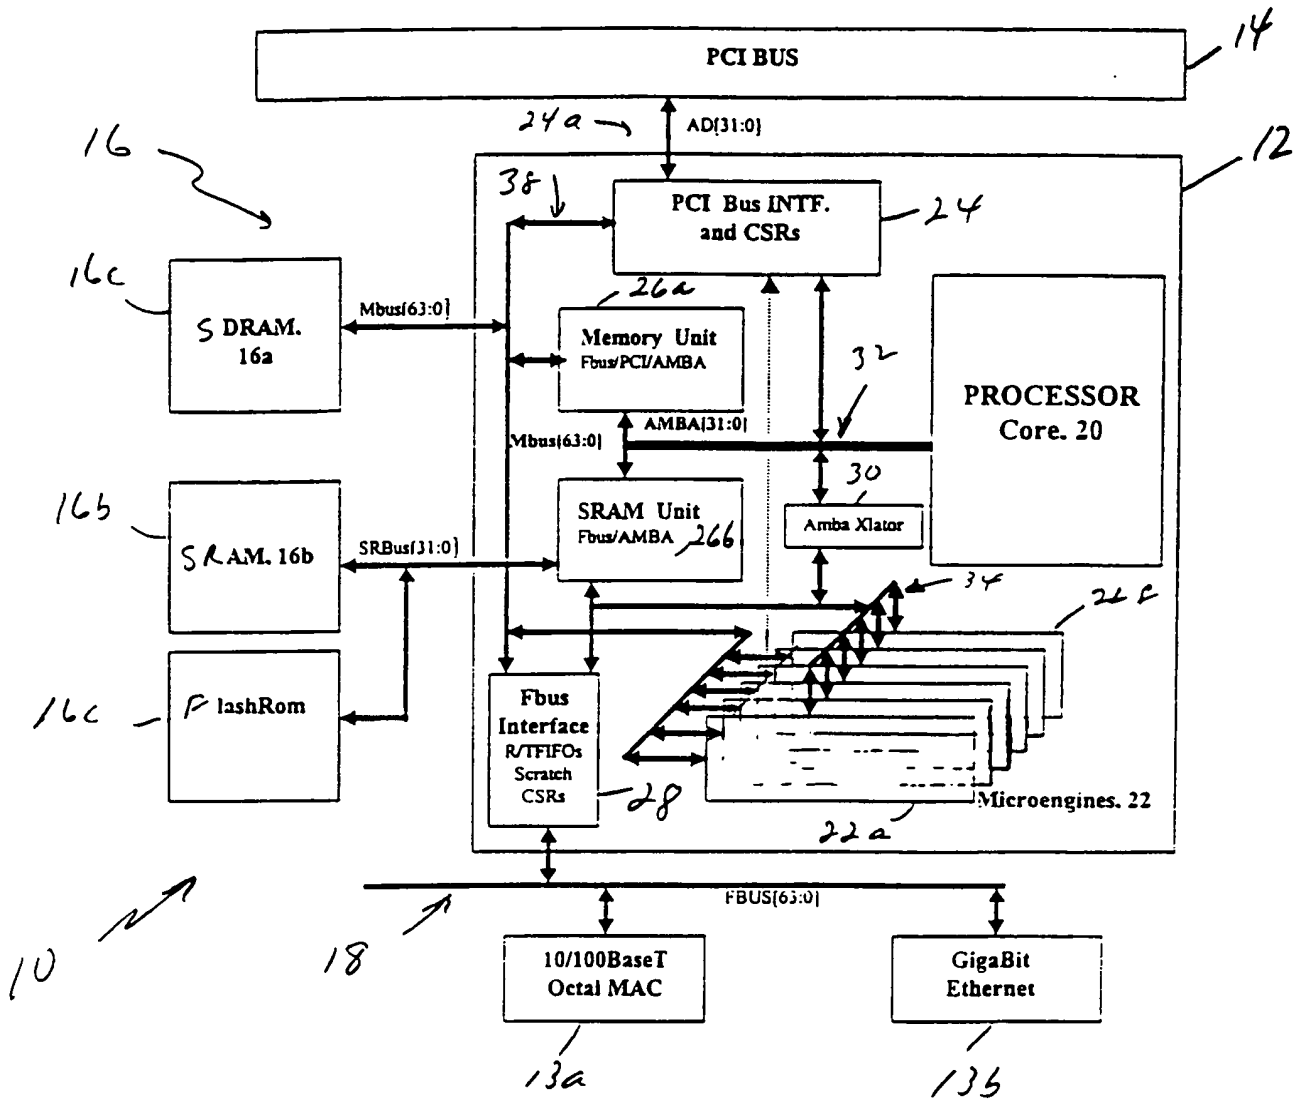 PCI BUS
14
24a
AD[31:0]
16
12
38
PCI Bus INTF.
and CSRs
24
16c
S DRAM.
16a
Mbus[63:0]
26a
Memory Unit
Fbus/PCI/AMBA
32
PROCESSOR
Core. 20
AMBA[31:0]
Mbus[63:0]
30
16b
SRAM. 16b
SRBus[31:0]
SRAM Unit
Fbus/AMBA
26b
Amba Xlator
34
16c
FlashRom
Fbus
Interface
R/TFIFOs
Scratch
CSRs
28
Microengines. 22
22a
10
18
FBUS[63:0]
10/100BaseT
Octal MAC
GigaBit
Ethernet
13a
13b